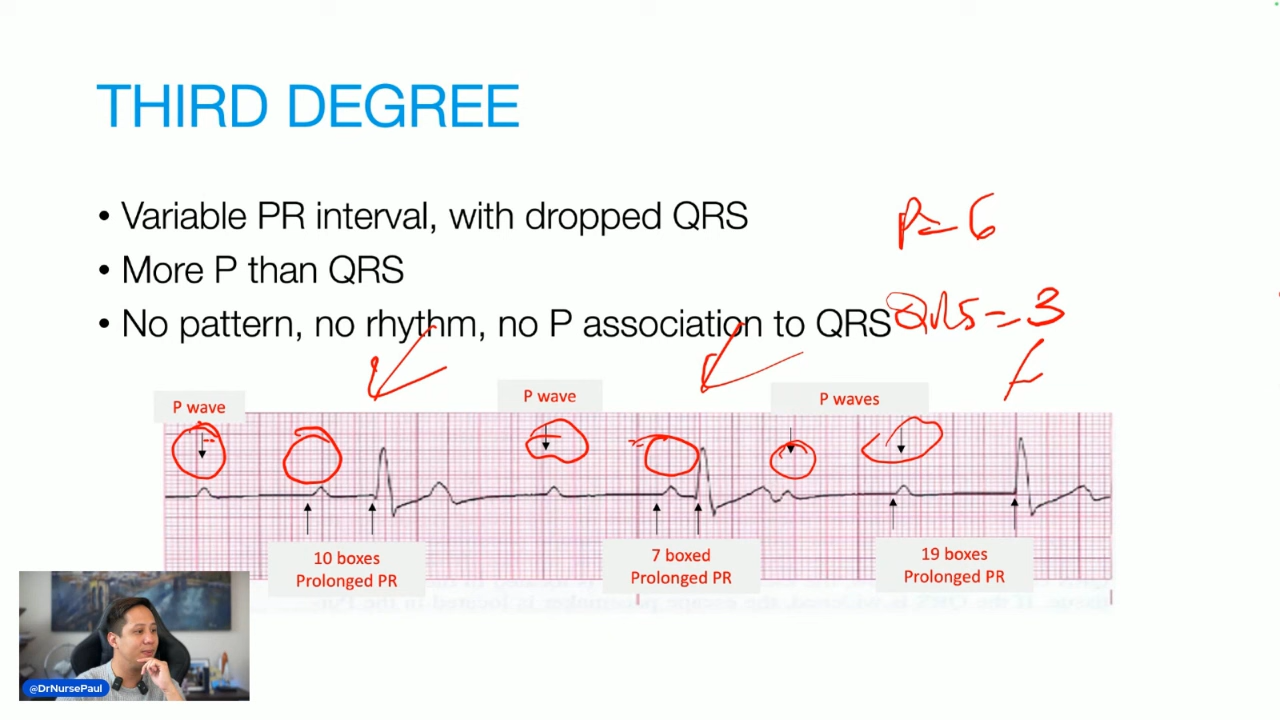 THIRD DEGREE
• Variable PR interval, with dropped QRS
P = 6
• More P than QRS
• No pattern, no rhythm, no P association to QRS
QRS = 3
P wave
P wave
P waves
10 boxes
Prolonged PR
7 boxed
Prolonged PR
19 boxes
Prolonged PR
@DrNursePaul